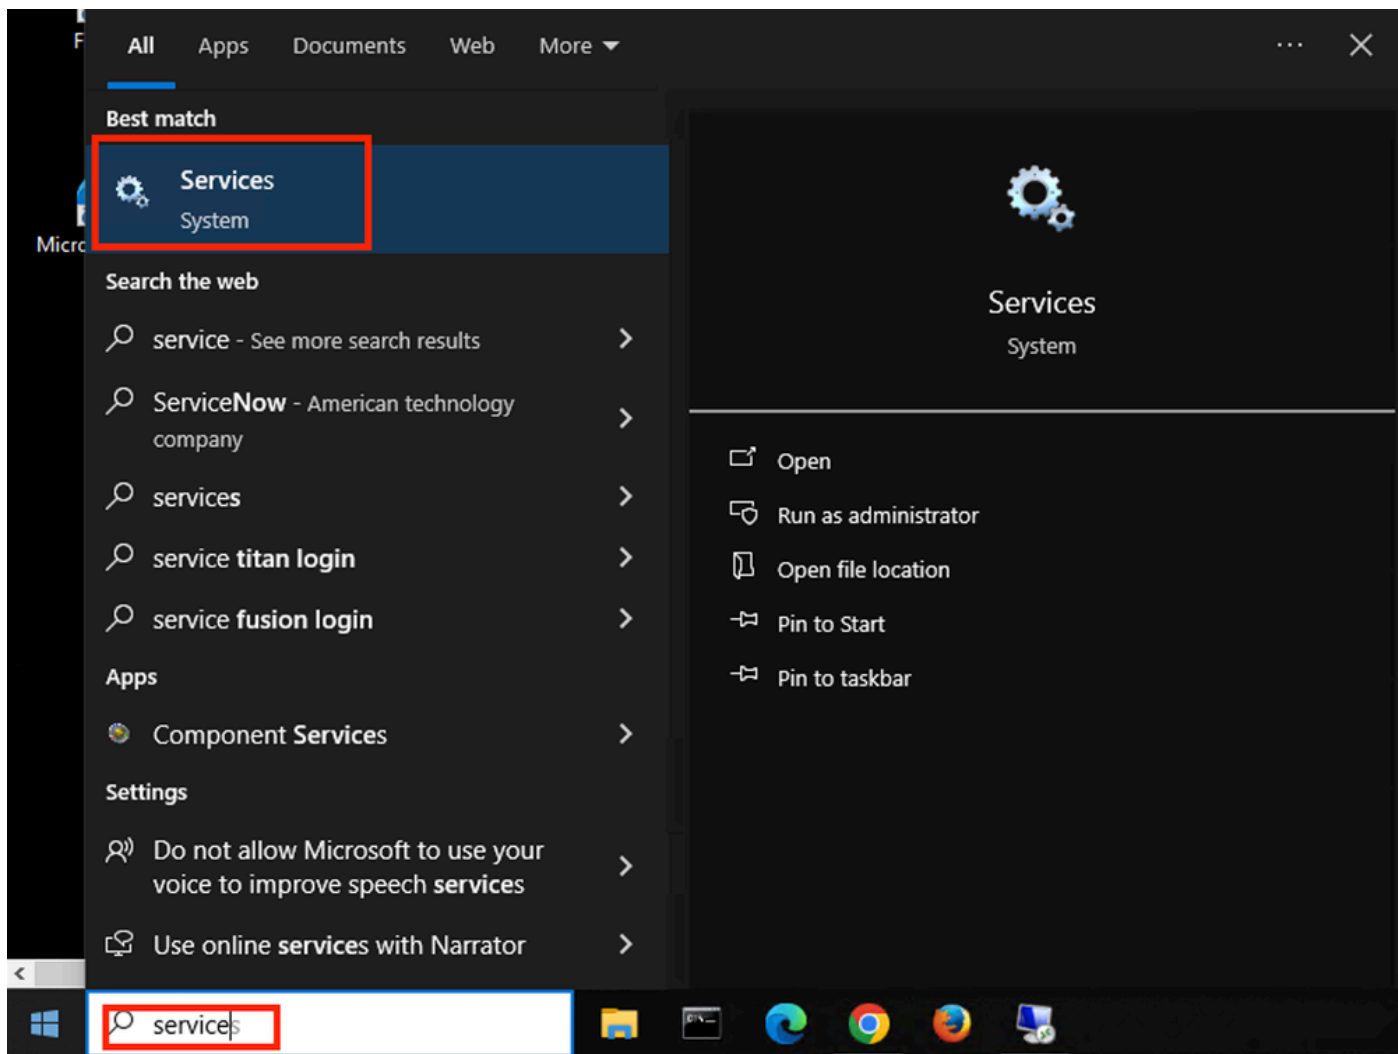 F
Micro
All Apps Documents Web More
Best match
Services
System
Search the web
service - See more search results
ServiceNow - American technology
company
services
service titan login
service fusion login
Apps
Component Services
Settings
Do not allow Microsoft to use your
voice to improve speech services
Use online services with Narrator
services
Services
System
Open
Run as administrator
Open file location
Pin to Start
Pin to taskbar